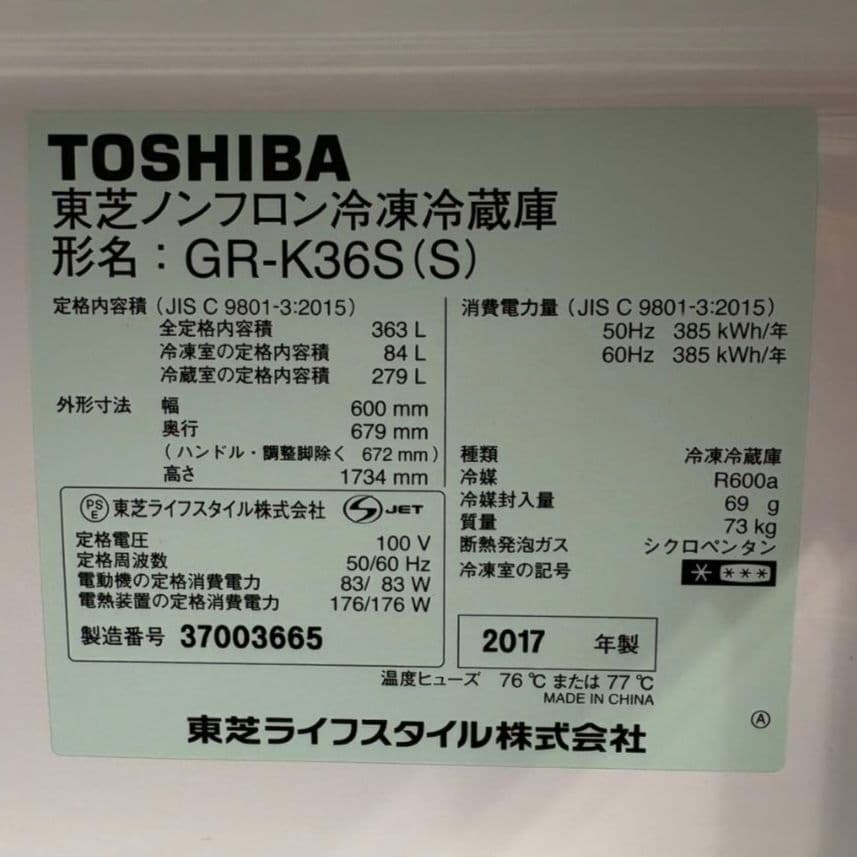 TOSHIBA
東芝ノンフロン冷凍冷蔵庫
形名：GR-K36S(S)
定格内容積（JIS C 9801-3:2015）
全定格内容積 363 L
冷凍室の定格内容積 84 L
冷蔵室の定格内容積 279 L
外形寸法 幅 600 mm
奥行 679 mm
（ハンドル・調整脚除く 672 mm）
高さ 1734 mm
消費電力量（JIS C 9801-3:2015）
50Hz 385 kWh/年
60Hz 385 kWh/年
種類 冷凍冷蔵庫
冷媒 R600a
冷媒封入量 69 g
質量 73 kg
断熱発泡ガス シクロペンタン
冷凍室の記号 * ***
PSE 東芝ライフスタイル株式会社 S JET
定格電圧 100 V
定格周波数 50/60 Hz
電動機の定格消費電力 83/ 83 W
電熱装置の定格消費電力 176/176 W
製造番号 37003665
2017 年製
温度ヒューズ 76 ℃ または 77 ℃
MADE IN CHINA
東芝ライフスタイル株式会社
Ⓐ